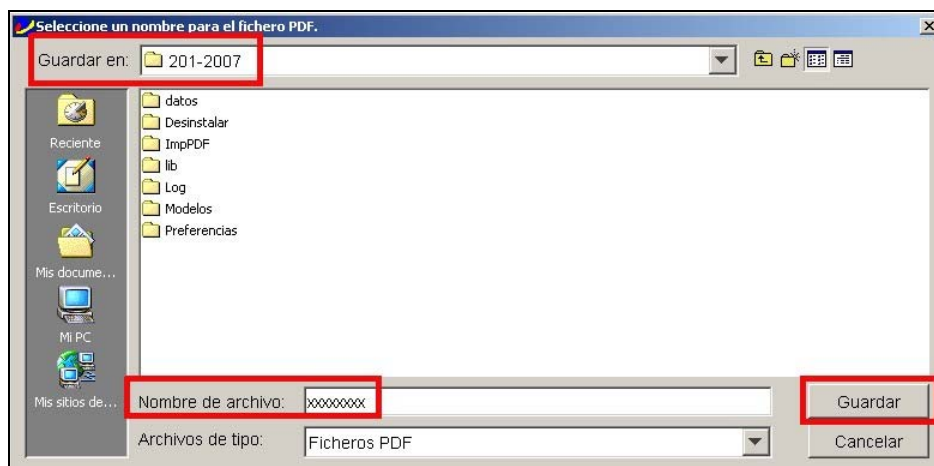 Seleccione un nombre para el fichero PDF.
Guardar en: 201-2007
datos
Desinstalar
ImpPDF
lib
Log
Modelos
Preferencias
Reciente
Escritorio
Mis docume...
Mi PC
Mis sitios de...
Nombre de archivo: xxxxxxxx
Guardar
Archivos de tipo: Ficheros PDF
Cancelar